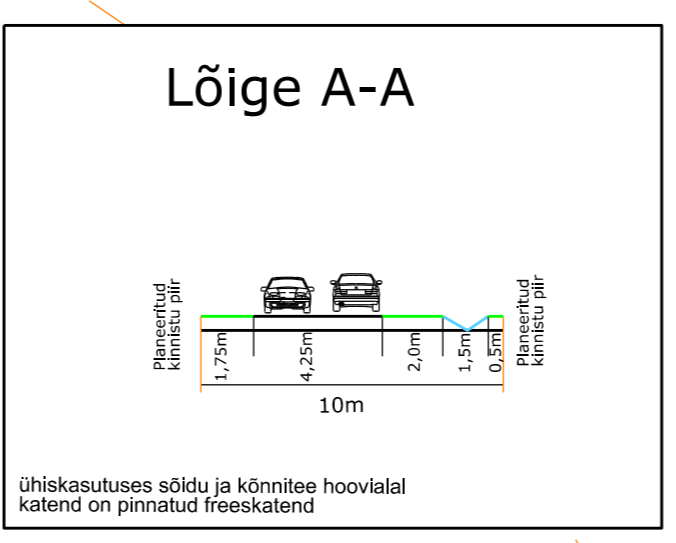 Lõige A-A
Planeeritud
kinnistu piir
Planeeritud
kinnistu piir
1,75m
4,25m
2,0m
1,5m
0,5m
10m
ühiskasutuses sõidu ja kõnnitee hoovialal
katend on pinnatud freeskatend